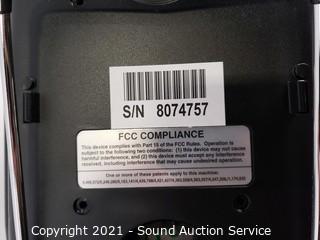 S/N 8074757
FCC COMPLIANCE
This device complies with Part 15 of the FCC Rules. Operation is
subject to the following two conditions: (1) this device may not cause
harmful interference, and (2) this device must accept any interference
received, including interference that may cause undesired operation.
One or more of these patents apply to this machine:
Copyright 2021 - Sound Auction Service